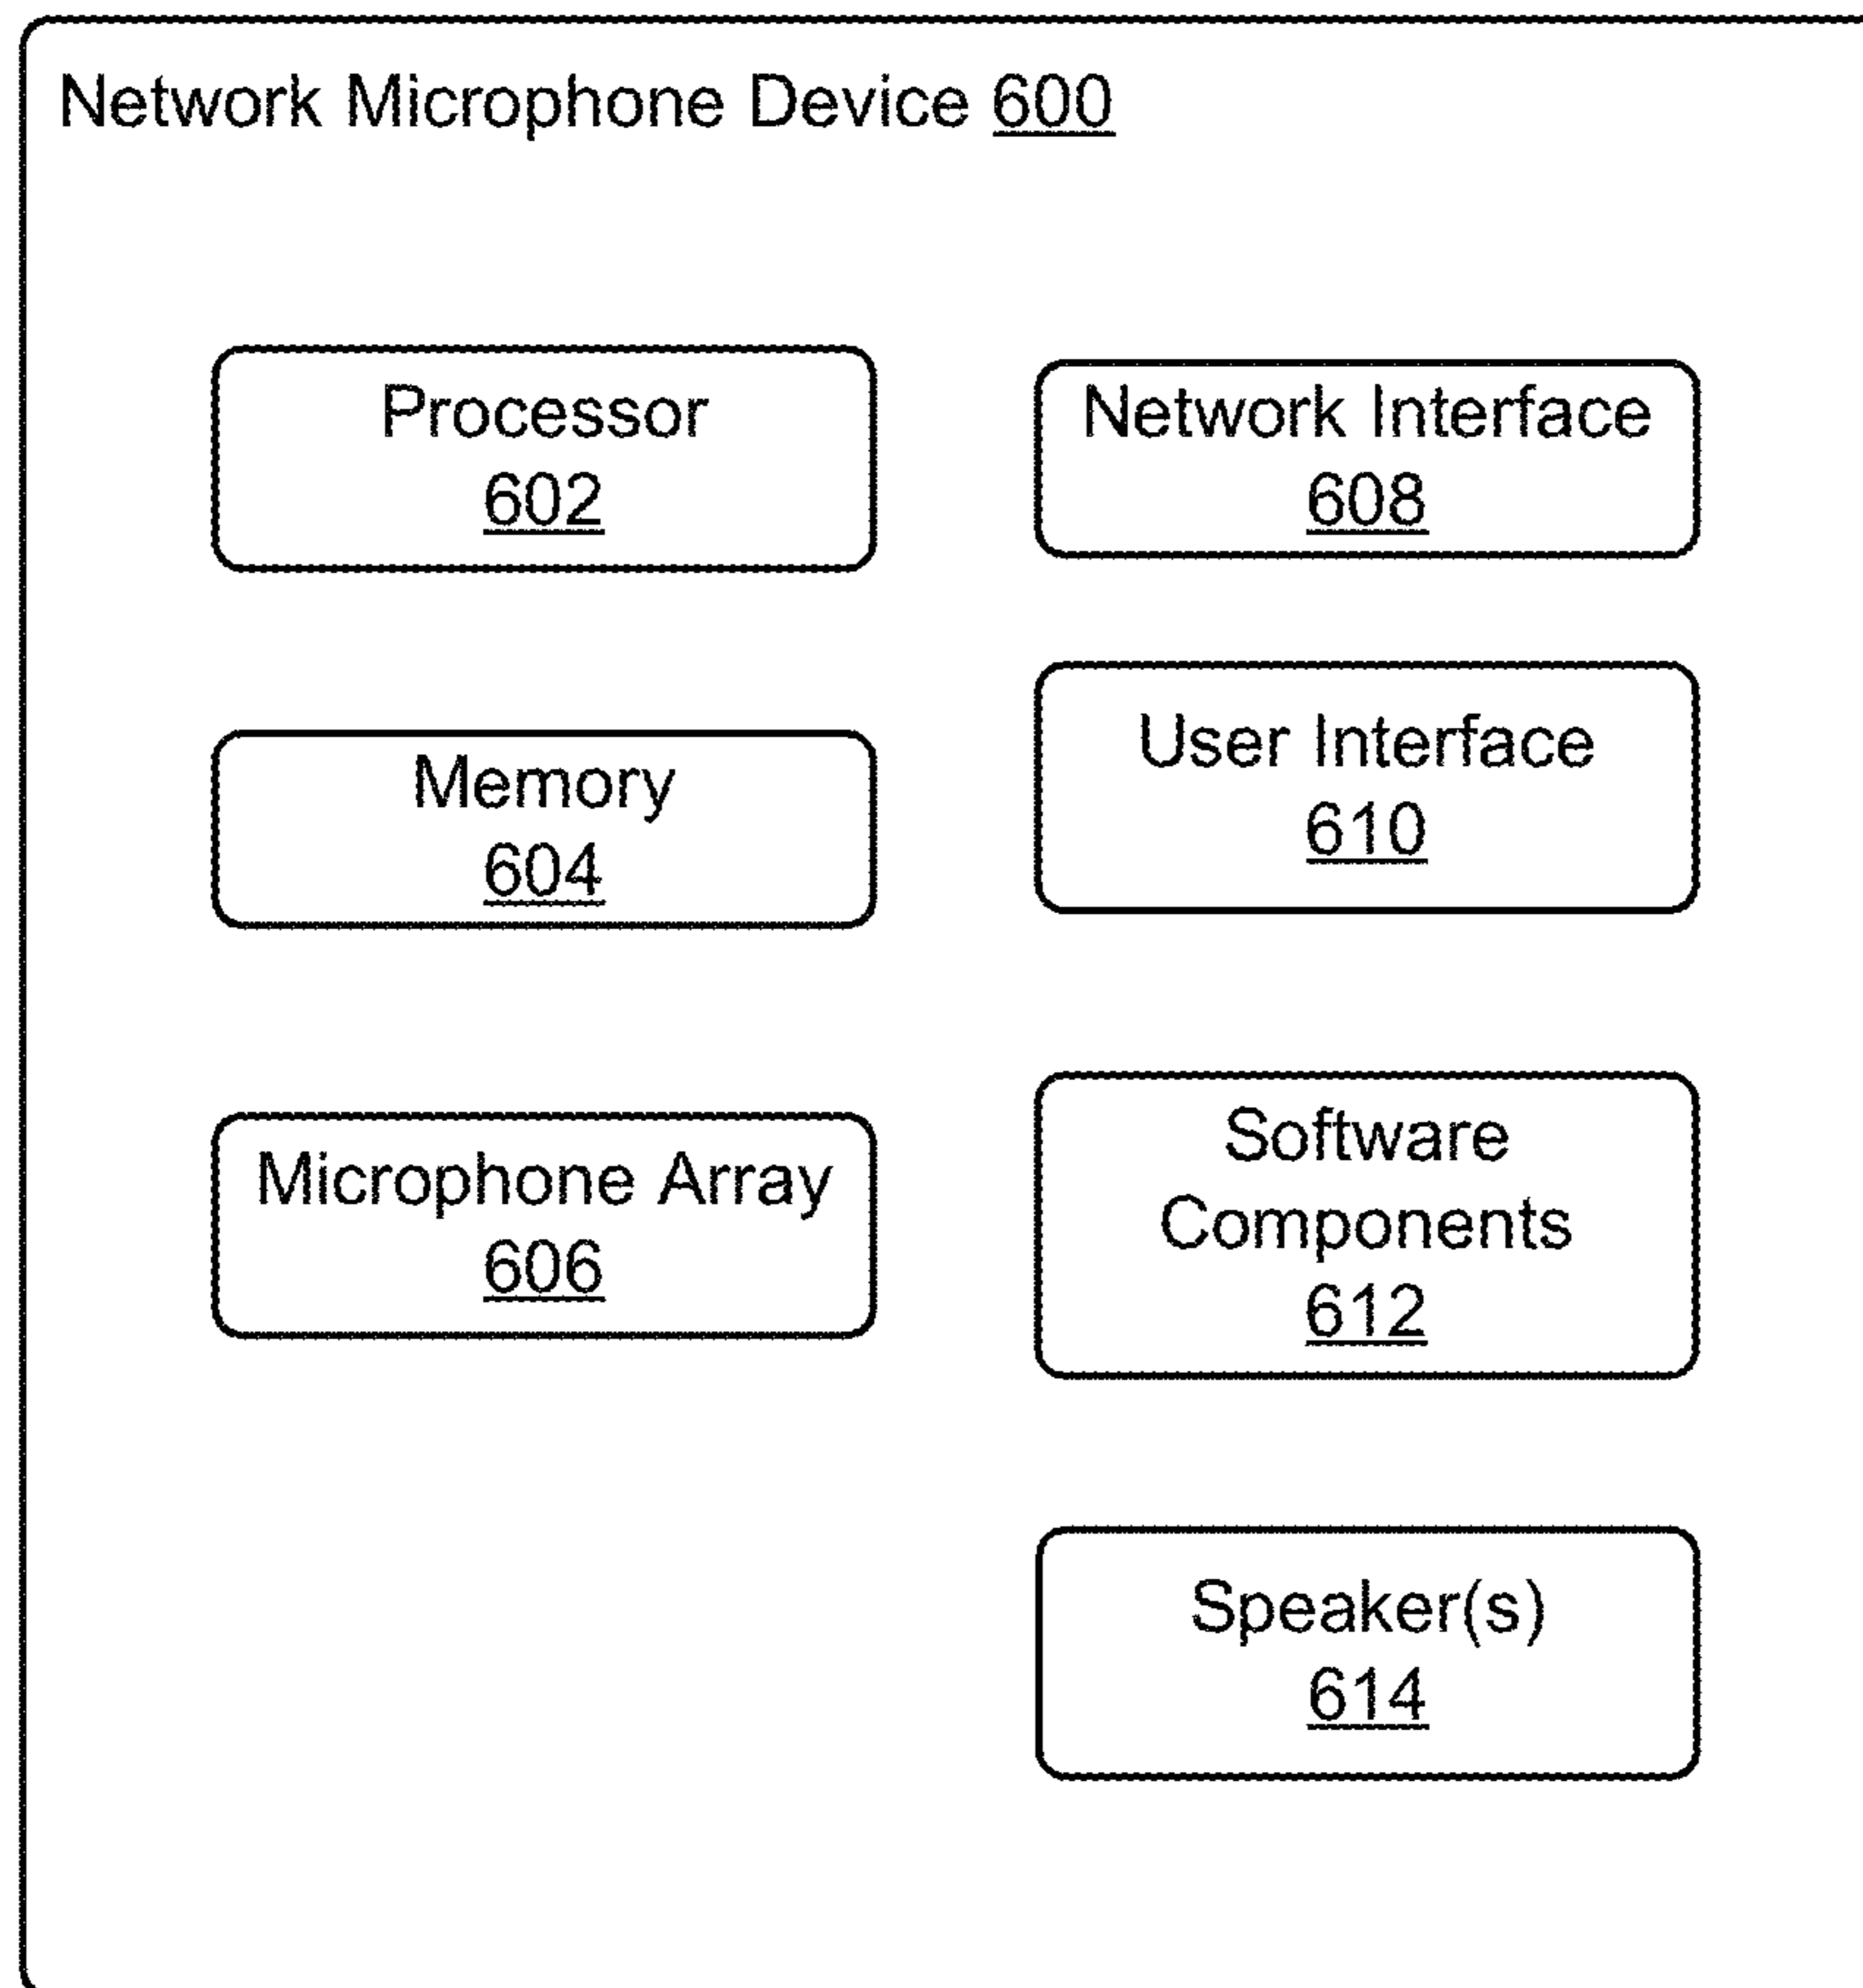 Network Microphone Device 600
Processor
602
Memory
604
Microphone Array
606
Network Interface
608
User Interface
610
Software
Components
612
Speaker(s)
614